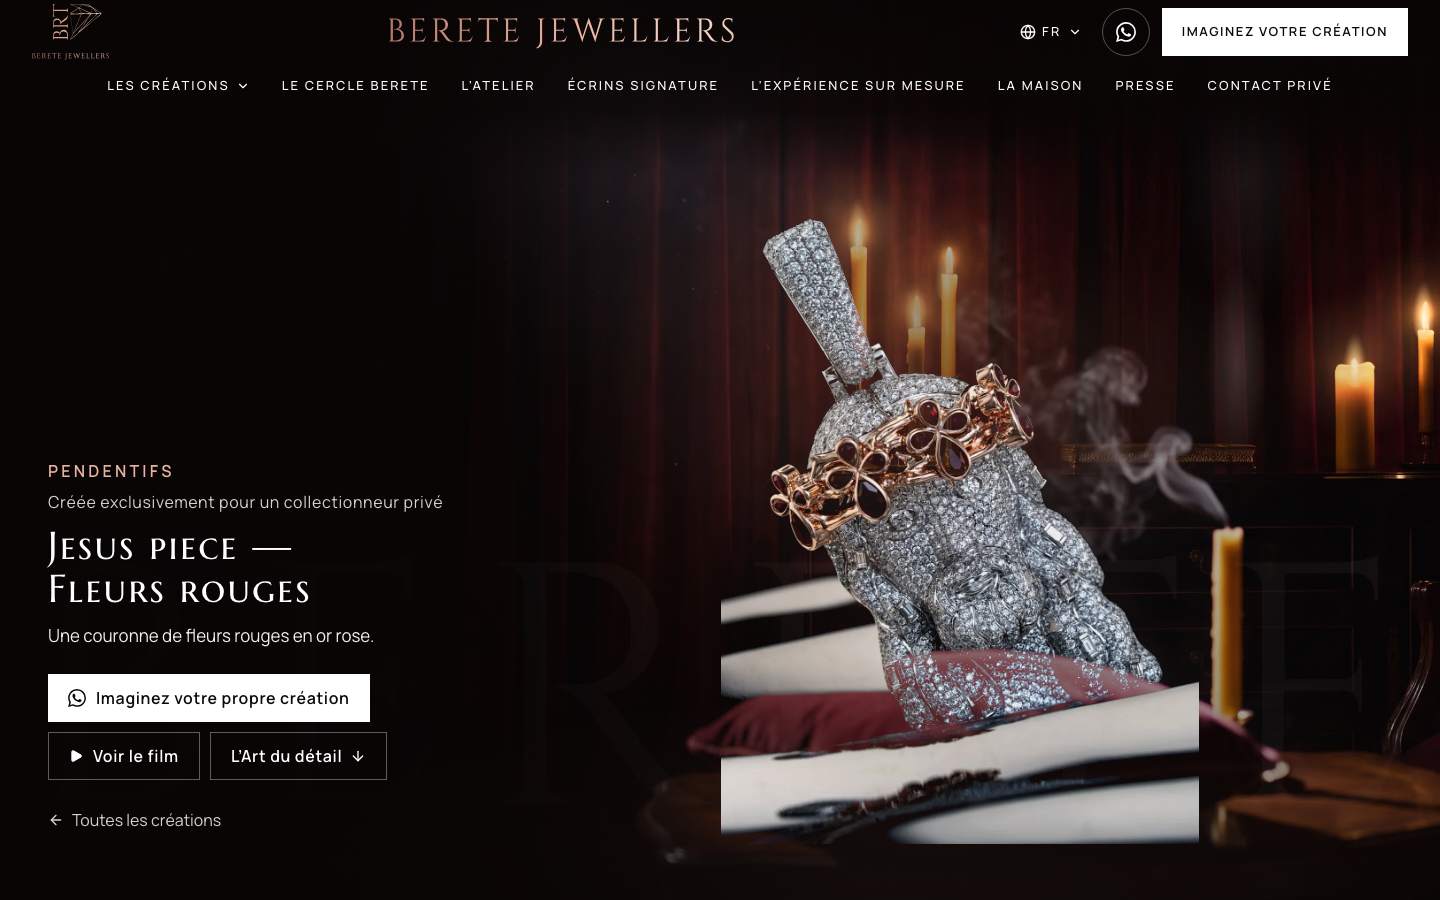 BRT
BERETE JEWELLERS
BERETE JEWELLERS
FR
IMAGINEZ VOTRE CRÉATION
LES CRÉATIONS
LE CERCLE BERETE
L'ATELIER
ÉCRINS SIGNATURE
L'EXPÉRIENCE SUR MESURE
LA MAISON
PRESSE
CONTACT PRIVÉ
PENDENTIFS
Créée exclusivement pour un collectionneur privé
Jesus piece —
Fleurs rouges
Une couronne de fleurs rouges en or rose.
Imaginez votre propre création
Voir le film
L’Art du détail
Toutes les créations